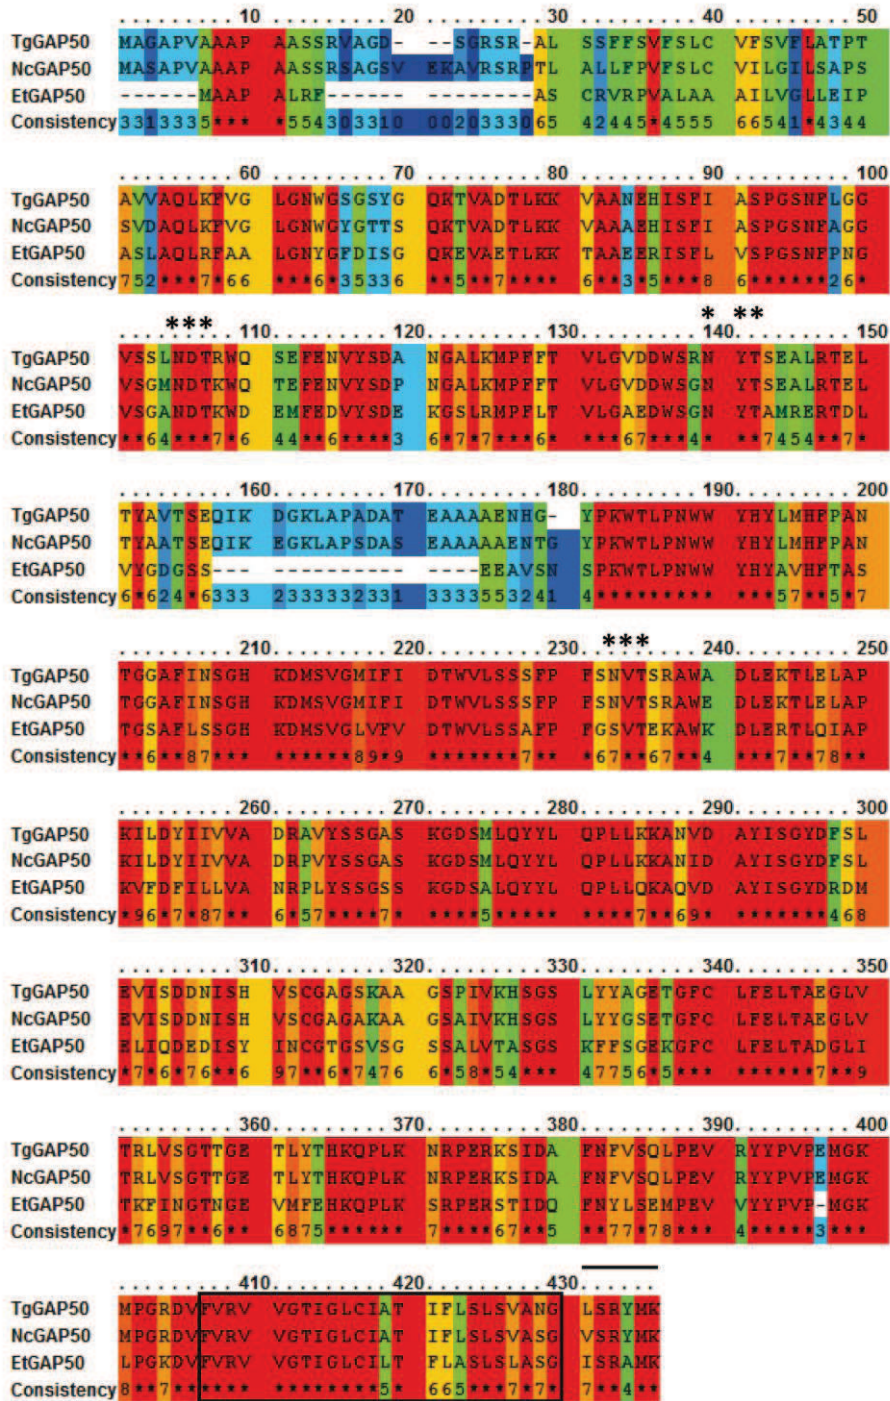 .........10.........20.........30.........40.........50
TgGAP50 MAGAPVAAAP AASSRVAGD- --SGRSR-AL SSFFSVFSLC VFSVFLATPT
NcGAP50 MASAPVAAAP AASSRSAGSV EKAVRSRPTL ALLFPVFSLC VILGILSAPS
EtGAP50 ------MAAP ALRF------ --------AS CRVRPVALAA AILVGLLEIP
Consistency 3313335*** *554303310 0020333065 42445*4555 66541*4344
.........60.........70.........80.........90.........100
TgGAP50 AVVAQLKFVG LGNWGSGSYG QKTVADTLKK VAANEHISFI ASPGSNFLGG
NcGAP50 SVDAQLKFVG LGNWGYGTTS QKTVADTLKK VAAAEHISFI ASPGSNFAGG
EtGAP50 ASLAQLRFAA LGNYGFDISG QKEVAETLKK TAAEERISFL VSPGSNFPNG
Consistency 752***7*66 ***6*35336 **5**7**** 6**3*5***8 6******26*
*** * **
.........110.........120.........130.........140.........150
TgGAP50 VSSLNDTRWQ SEFENVYSDA NGALKMPFFT VLGVDDWSRN YTSEALRTEL
NcGAP50 VSGMNDTKWQ TEFENVYSDP NGALKMPFFT VLGVDDWSGN YTSEALRTEL
EtGAP50 VSGANDTKWD EMFEDVYSDE KGSLRMPFLT VLGAEDWSGN YTAMRERTDL
Consistency **64***7*6 44**6****3 6*7*7***6* ***67***4* **7454**7*
.........160.........170.........180.........190.........200
TgGAP50 TYAVTSEQIK DGKLAPADAT EAAAAENHG- YPKWTLPNWW YHYLMHFPAN
NcGAP50 TYAATSEQIK EGKLAPSDAS EAAAAENTGG YPKWTLPNWW YHYLMHFPAN
EtGAP50 VYGDGSS--- ---------- ----EEAVSN SPKWTLPNWW YHYAVHFTAS
Consistency 6*624*6333 2333332331 3333553241 4********* ***57**5*7
***
.........210.........220.........230.........240.........250
TgGAP50 TGGAFINSGH KDMSVGMIFI DTWVLSSSFP FSNVTSRAWA DLEKTLELAP
NcGAP50 TGGAFINSGH KDMSVGMIFI DTWVLSSSFP FSNVTSRAWE DLEKTLELAP
EtGAP50 TGSAFLSSGH KDMSVGLVFV DTWVLSSAFP FGSVTEKAWK DLERTLQIAP
Consistency **6**87*** ******89*9 *******7** *67**67**4 ***7**78**
.........260.........270.........280.........290.........300
TgGAP50 KILDYIIVVA DRAVYSSGAS KGDSMLQYYL QPLLKKANVD AYISGYDFSL
NcGAP50 KILDYIIVVA DRPVYSSGAS KGDSMLQYYL QPLLKKANID AYISGYDFSL
EtGAP50 KVFDFILLVA NRPLYSSGSS KGDSALQYYL QPLLQKAQVD AYISGYDRDM
Consistency *96*7*87** 6*57****7* ****5***** ****7**69* *******468
.........310.........320.........330.........340.........350
TgGAP50 EVISDDNISH VSCGAGSKAA GSPIVKHSGS LYYAGETGFC LFELTAEGLV
NcGAP50 EVISDDNISH VSCGAGAKAA GSAIVKHSGS LYYGSETGFC LFELTAEGLV
EtGAP50 ELIQDEDISY INCGTGSVSG SSALVTASGS KFFSGEKGFC LFELTADGLI
Consistency *7*6*76**6 97**6*7476 6*58*54*** 47756*5*** ******7**9
.........360.........370.........380.........390.........400
TgGAP50 TRLVSGTTGE TLYTHKQPLK NRPERKSIDA FNFVSQLPEV RYYPVPEMGK
NcGAP50 TRLVSGTTGE TLYTHKQPLK NRPERKSIDA FNFVSQLPEV RYYPVPEMGK
EtGAP50 TKFINGTNGE VMFEHKQPLK SRPERSTIDQ FNYLSEMPEV VYYPVP-MGK
Consistency *7697**6** 6875****** 7****67**5 **77*78*** 4*****3***
.........410.........420.........430......
TgGAP50 MPGRDVFVRV VGTIGLCIAT IFLSLSVANG LSRYMK
NcGAP50 MPGRDVFVRV VGTIGLCIAT IFLSLSVASG VSRYMK
EtGAP50 LPGKDVFVRV VGTIGLCILT FLASLSLASG ISRAMK
Consistency 8**7****** ********5* 665***7*7* 7**4**